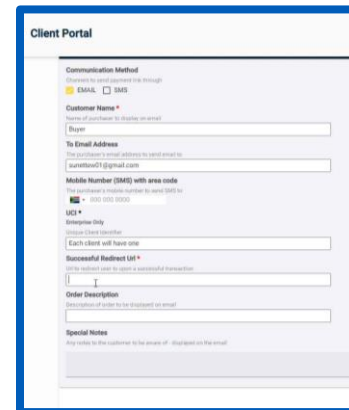 Client Portal
Communication Method
Channels to send payment link through
EMAIL SMS
Customer Name *
Name of purchaser to display on email
Buyer
To Email Address
The purchaser's email address to send email to
sunettew01@gmail.com
Mobile Number (SMS) with area code
The purchaser's mobile number to send SMS to
000 000 0000
UCI *
Enterprise Only
Unique Client Identifier
Each client will have one
Successful Redirect Url *
Url to redirect user to upon a successful transaction
Order Description
Description of order to be displayed on email
Special Notes
Any notes to the customer to be aware of - displayed on the email